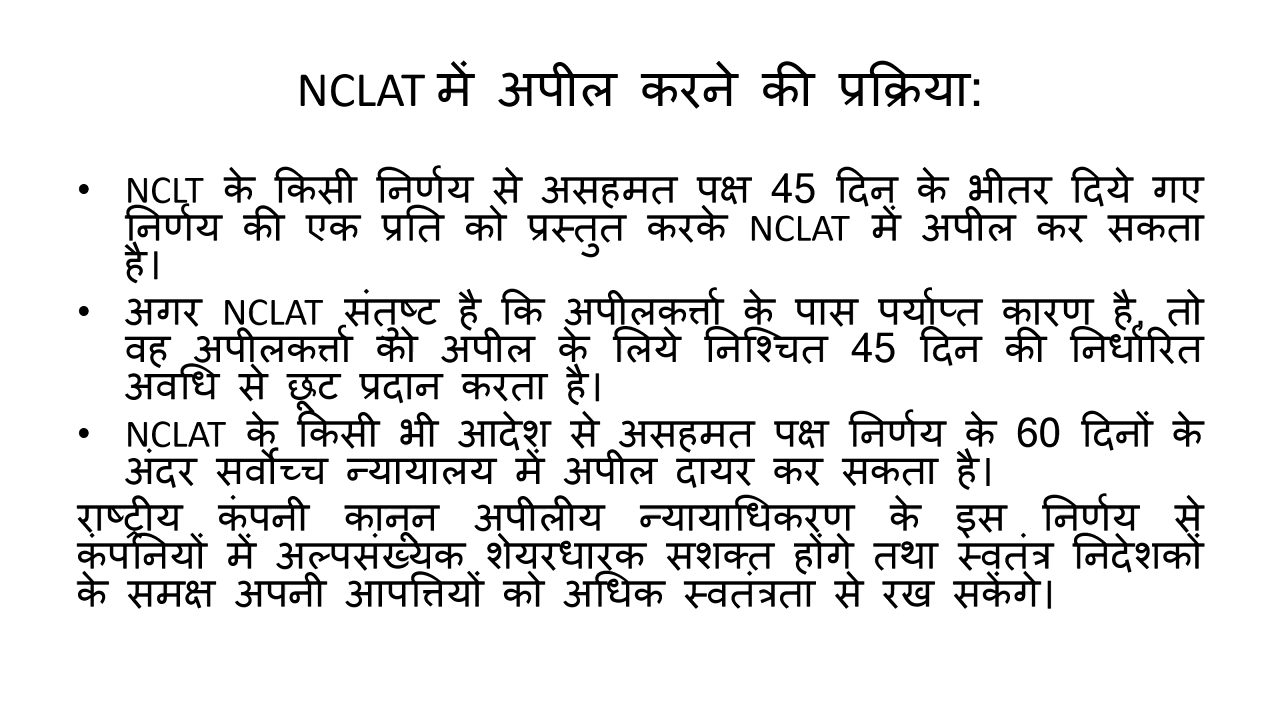 NCLAT में अपील करने की प्रक्रिया:
• NCLT के किसी निर्णय से असहमत पक्ष 45 दिन के भीतर दिये गए
निर्णय की एक प्रति को प्रस्तुत करके NCLAT में अपील कर सकता
है।
• अगर NCLAT संतुष्ट है कि अपीलकर्त्ता के पास पर्याप्त कारण है, तो
वह अपीलकर्त्ता को अपील के लिये निश्चित 45 दिन की निर्धारित
अवधि से छूट प्रदान करता है।
• NCLAT के किसी भी आदेश से असहमत पक्ष निर्णय के 60 दिनों के
अंदर सर्वोच्च न्यायालय में अपील दायर कर सकता है।
राष्ट्रीय कंपनी कानून अपीलीय न्यायाधिकरण के इस निर्णय से
कंपनियों में अल्पसंख्यक शेयरधारक सशक्त होंगे तथा स्वतंत्र निदेशकों
के समक्ष अपनी आपत्तियों को अधिक स्वतंत्रता से रख सकेंगे।